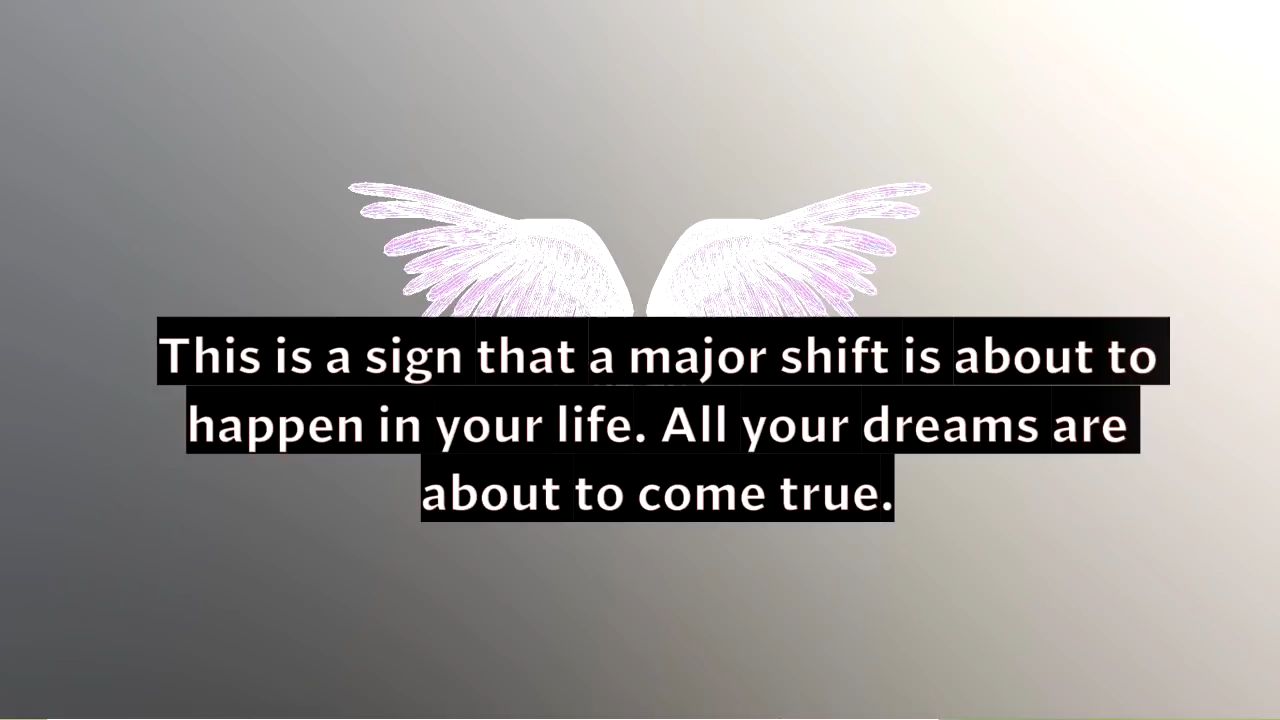 This is a sign that a major shift is about to
happen in your life. All your dreams are
about to come true.